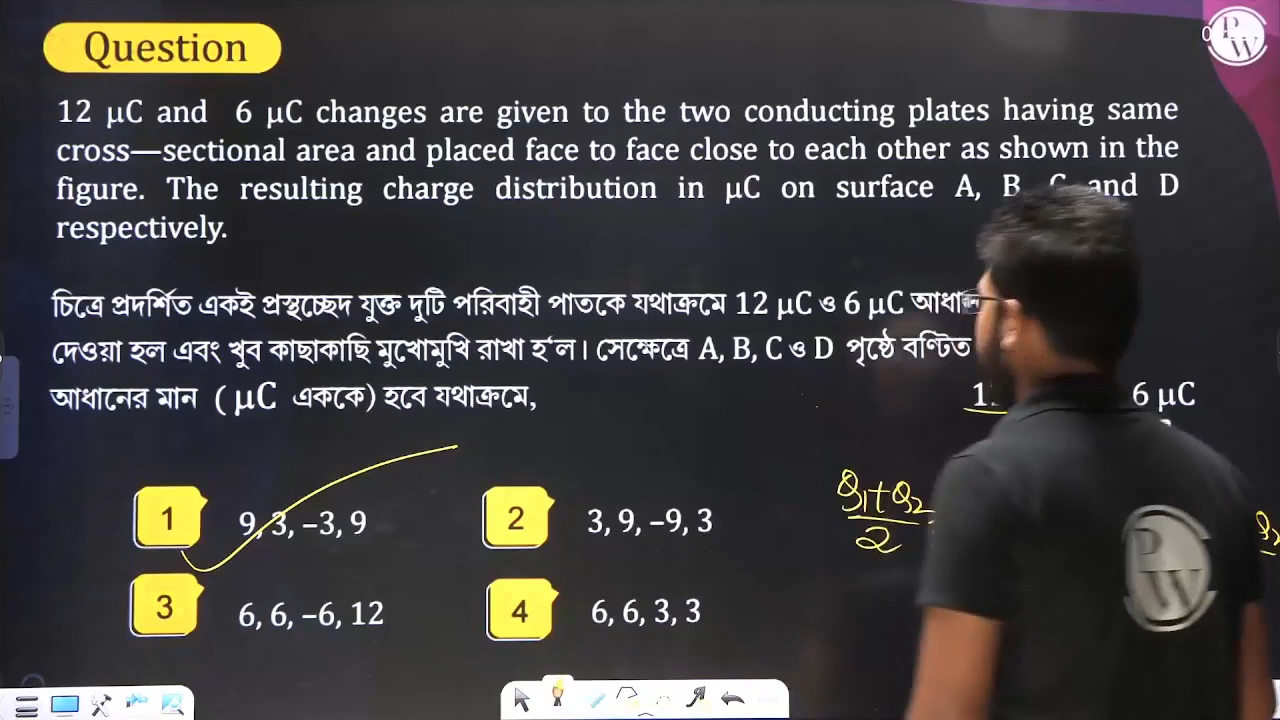 Question
12 μC and 6 μC changes are given to the two conducting plates having same
cross—sectional area and placed face to face close to each other as shown in the
figure. The resulting charge distribution in μC on surface A, B, C and D
respectively.
চিত্রে প্রদর্শিত একই প্রস্থচ্ছেদ যুক্ত দুটি পরিবাহী পাতকে যথাক্রমে 12 μC ও 6 μC
দেওয়া হল এবং খুব কাছাকাছি মুখোমুখি রাখা হ'ল। সেক্ষেত্রে A, B, C ও D পৃষ্ঠে বণ্টিত
আধানের মান ( μC এককে) হবে যথাক্রমে,
6 μC
1 9, 3, –3, 9
2 3, 9, –9, 3
3 6, 6, –6, 12
4 6, 6, 3, 3
Q1+Q2
2
PW
PW